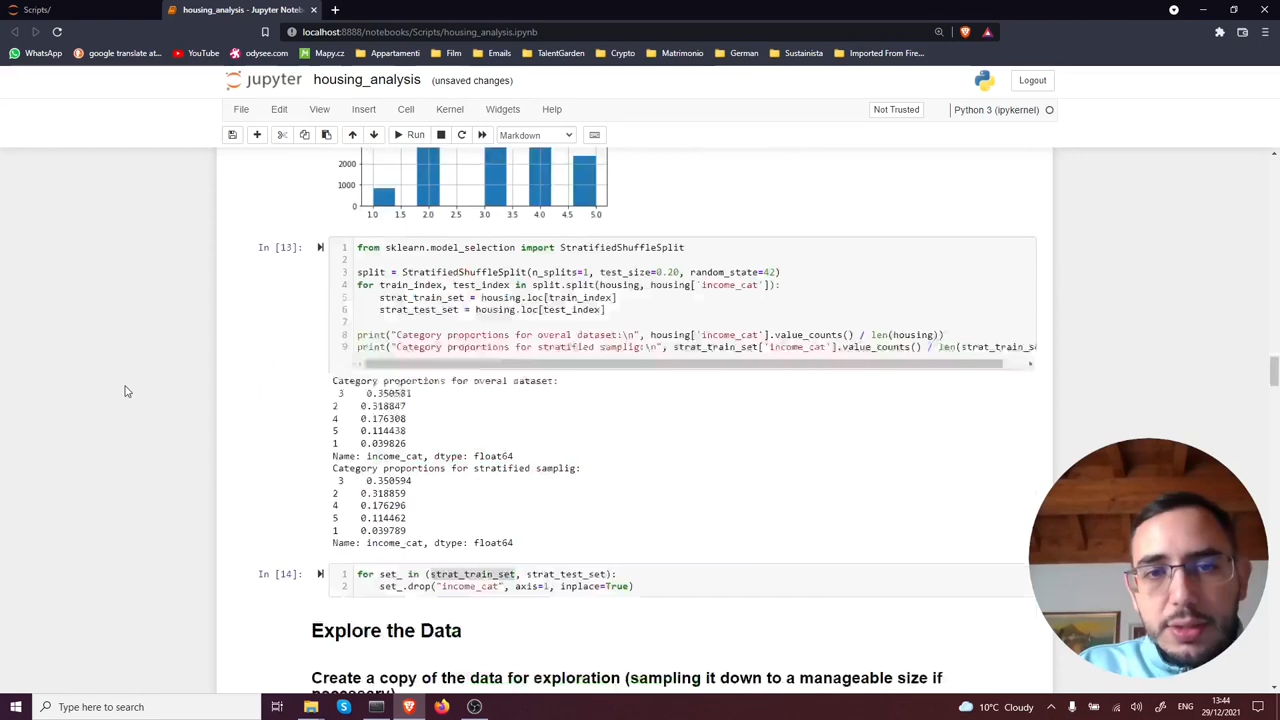 Scripts/
housing_analysis - Jupyter Noteb
localhost:8888/notebooks/Scripts/housing_analysis.ipynb
WhatsApp google translate at... YouTube odysee.com Mapy.cz Appartamenti Film Emails TalentGarden Crypto Matrimonio German Sustainista Imported From Fire...
jupyter housing_analysis (unsaved changes) Logout
File Edit View Insert Cell Kernel Widgets Help Not Trusted Python 3 (ipykernel)
Run Markdown
2000
1000
0
1.0 1.5 2.0 2.5 3.0 3.5 4.0 4.5 5.0
In [13]:
1 from sklearn.model_selection import StratifiedShuffleSplit
2
3 split = StratifiedShuffleSplit(n_splits=1, test_size=0.20, random_state=42)
4 for train_index, test_index in split.split(housing, housing['income_cat']):
5 strat_train_set = housing.loc[train_index]
6 strat_test_set = housing.loc[test_index]
7
8 print("Category proportions for overal dataset:\n", housing['income_cat'].value_counts() / len(housing))
9 print("Category proportions for stratified samplig:\n", strat_train_set['income_cat'].value_counts() / len(strat_train_s
Category proportions for overal dataset:
3 0.350581
2 0.318847
4 0.176308
5 0.114438
1 0.039826
Name: income_cat, dtype: float64
Category proportions for stratified samplig:
3 0.350594
2 0.318859
4 0.176296
5 0.114462
1 0.039789
Name: income_cat, dtype: float64
In [14]:
1 for set_ in (strat_train_set, strat_test_set):
2 set_.drop("income_cat", axis=1, inplace=True)
Explore the Data
Create a copy of the data for exploration (sampling it down to a manageable size if
necessary)
Type here to search
10°C Cloudy
13:44
29/12/2021